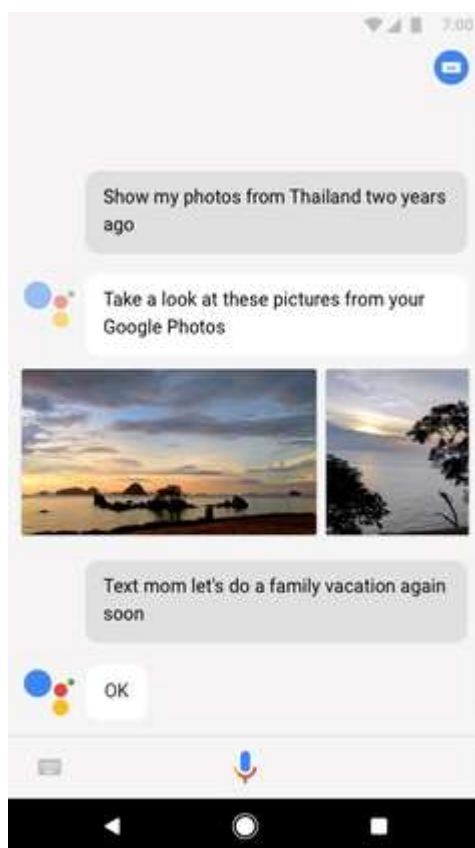 7:00
Show my photos from Thailand two years
ago
Take a look at these pictures from your
Google Photos
Text mom let's do a family vacation again
soon
OK